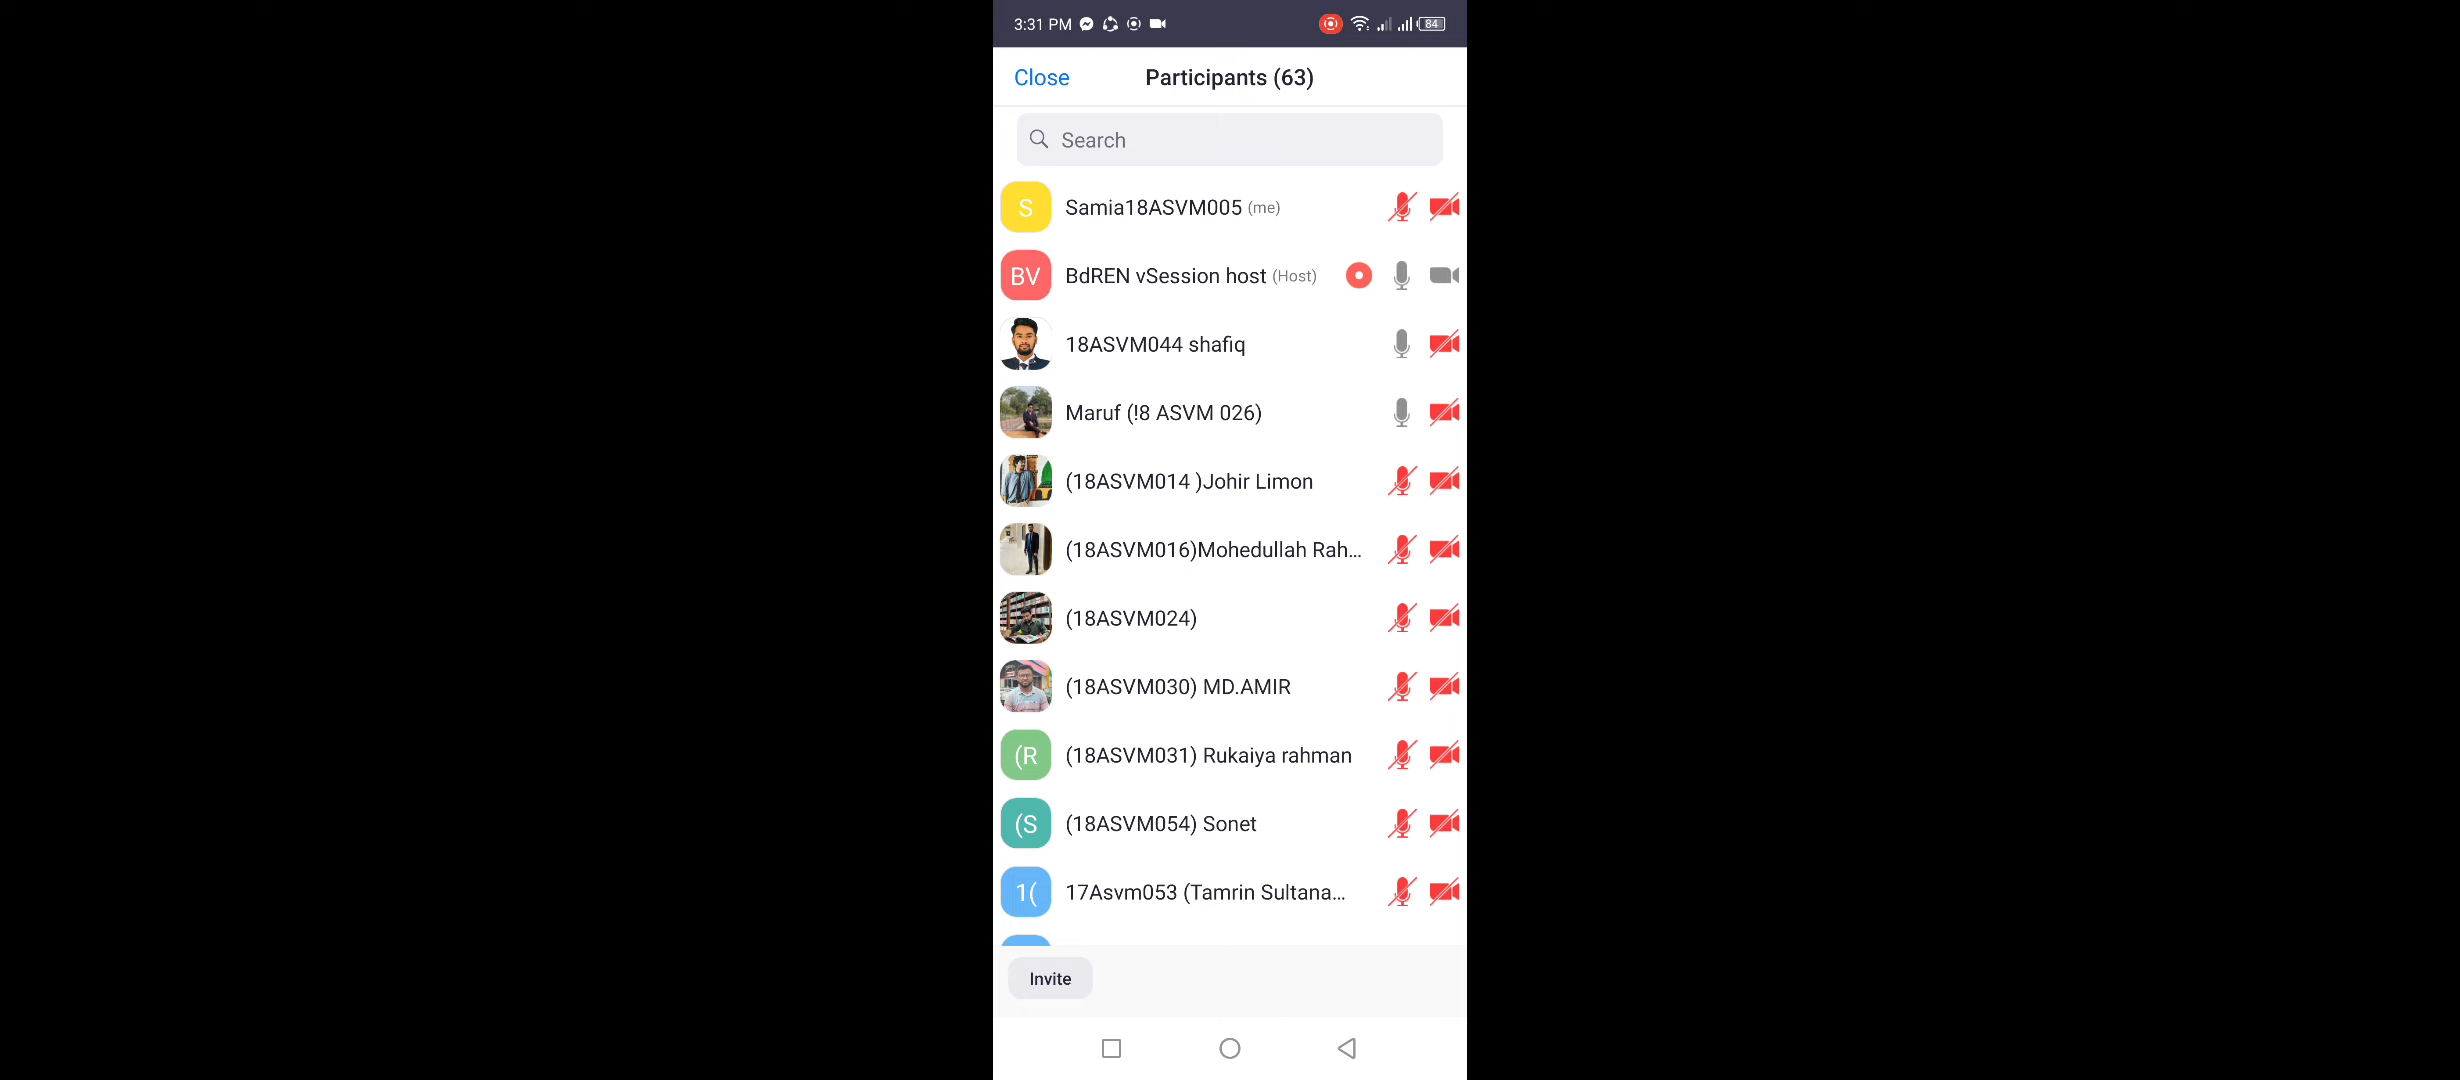 3:31 PM 84
Close Participants (63)
Search
S Samia18ASVM005 (me)
BV BdREN vSession host (Host)
18ASVM044 shafiq
Maruf (!8 ASVM 026)
(18ASVM014 )Johir Limon
(18ASVM016)Mohedullah Rah...
(18ASVM024)
(18ASVM030) MD.AMIR
(R (18ASVM031) Rukaiya rahman
(S (18ASVM054) Sonet
1( 17Asvm053 (Tamrin Sultana...
Invite